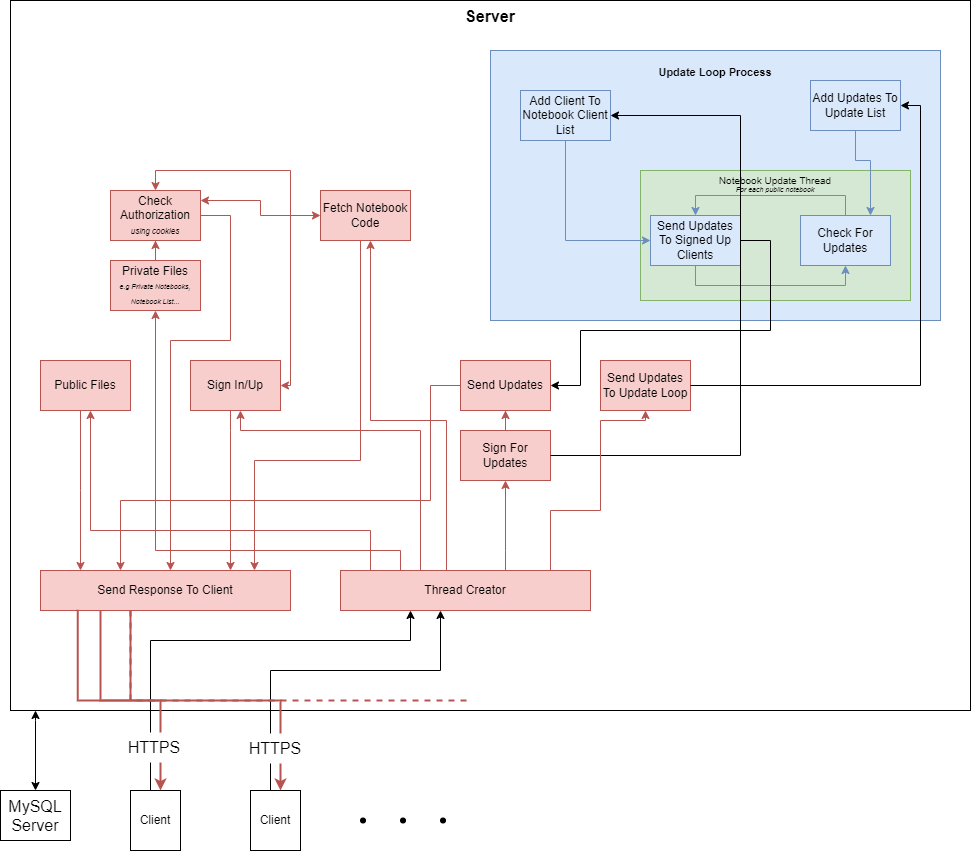 Server
Update Loop Process
Add Client To
Notebook Client
List
Add Updates To
Update List
Notebook Update Thread
For each public notebook
Send Updates
To Signed Up
Clients
Check For
Updates
Check
Authorization
using cookies
Fetch Notebook
Code
Private Files
e.g Private Notebooks,
Notebook List...
Public Files
Sign In/Up
Send Updates
Send Updates
To Update Loop
Sign For
Updates
Send Response To Client
Thread Creator
HTTPS
HTTPS
MySQL
Server
Client
Client